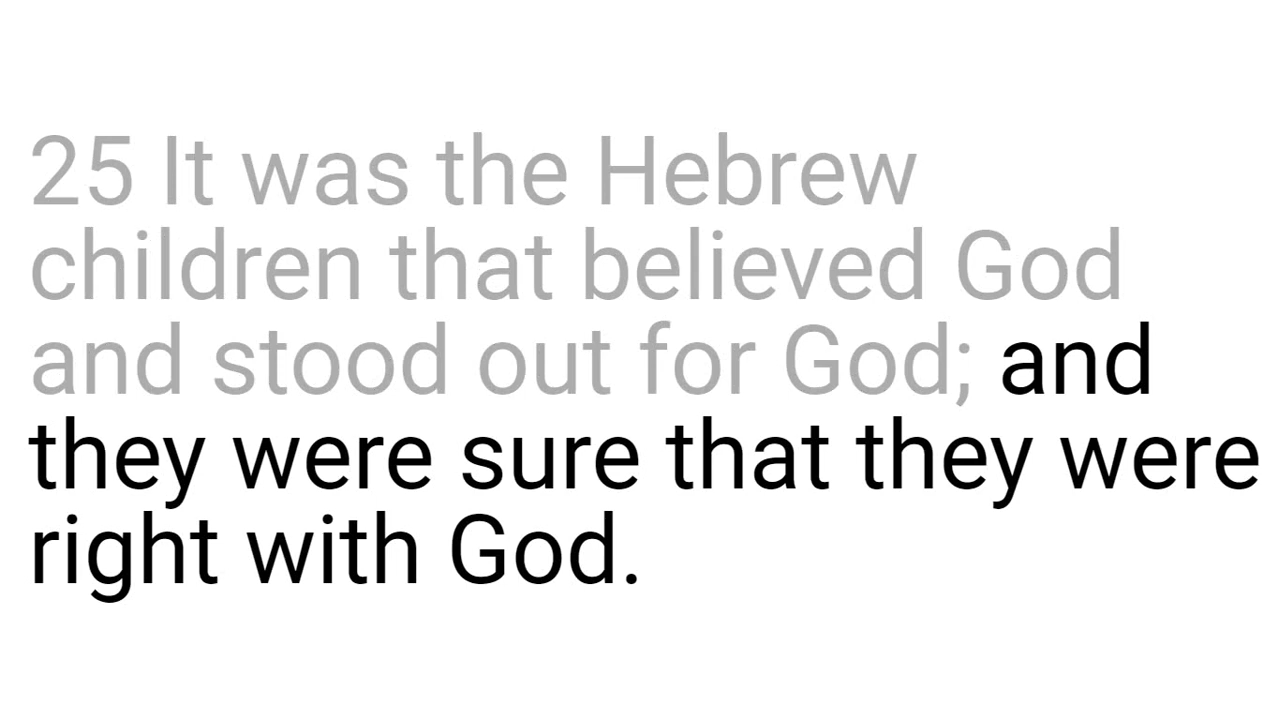 25 It was the Hebrew
children that believed God
and stood out for God; and
they were sure that they were
right with God.